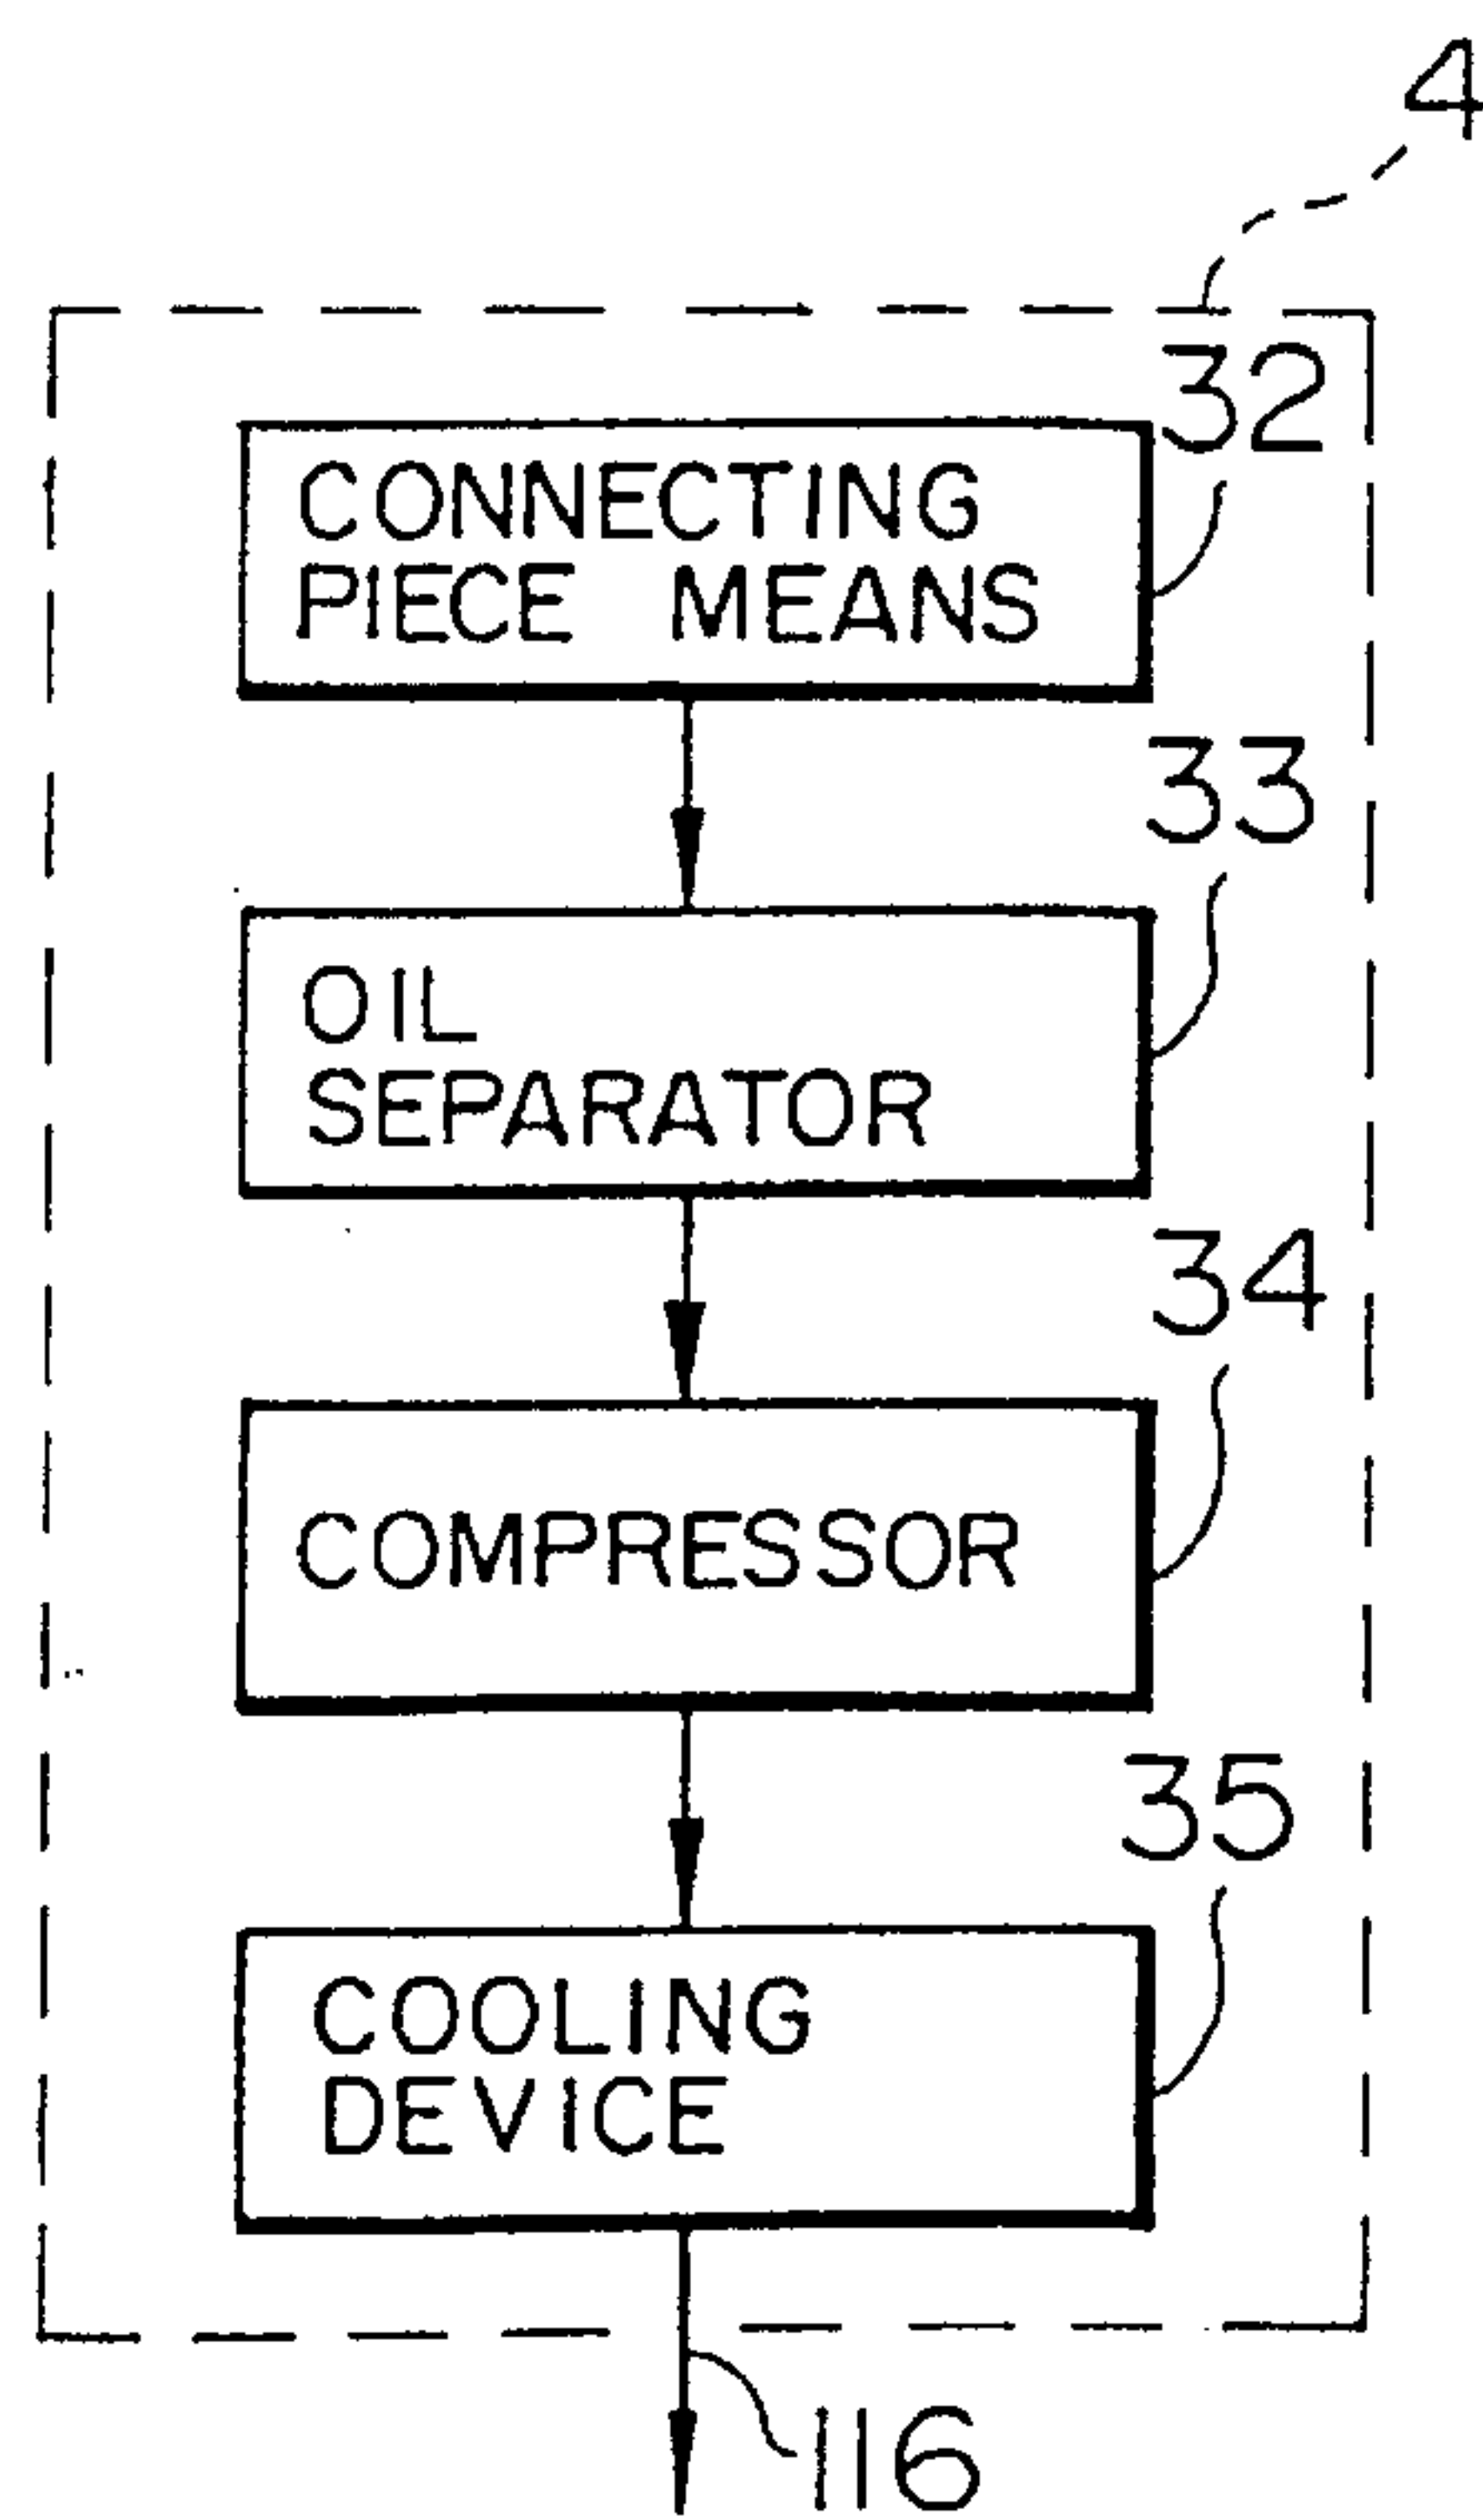 4
32
CONNECTING
PIECE MEANS
33
OIL
SEPARATOR
34
COMPRESSOR
35
COOLING
DEVICE
116